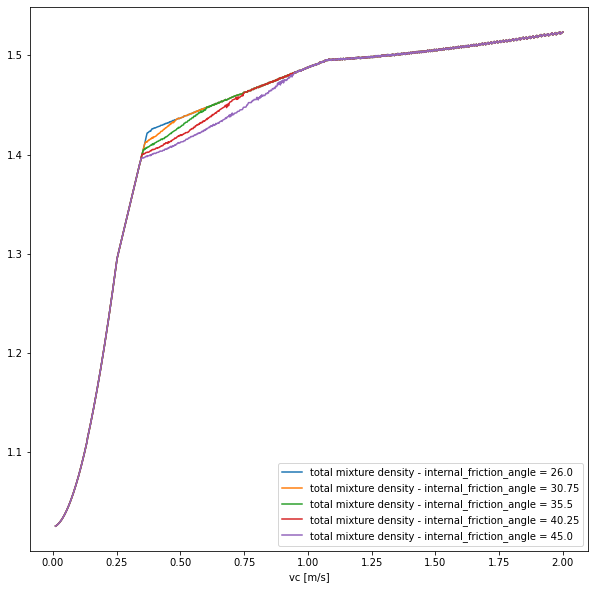 1.5
1.4
1.3
1.2
1.1
total mixture density - internal_friction_angle = 26.0
total mixture density - internal_friction_angle = 30.75
total mixture density - internal_friction_angle = 35.5
total mixture density - internal_friction_angle = 40.25
total mixture density - internal_friction_angle = 45.0
0.00 0.25 0.50 0.75 1.00 1.25 1.50 1.75 2.00
vc [m/s]